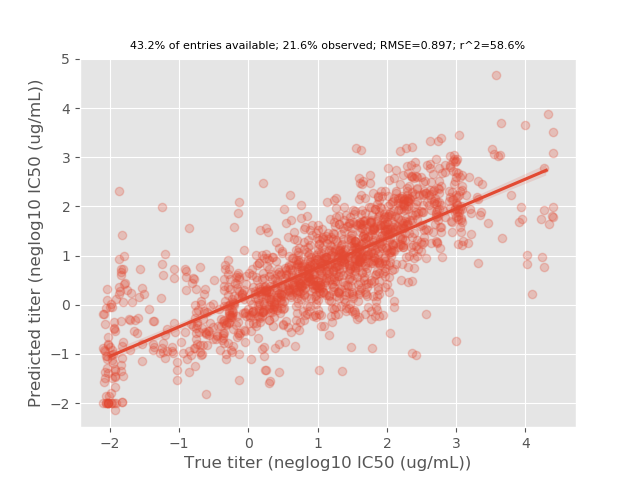 43.2% of entries available; 21.6% observed; RMSE=0.897; r^2=58.6%
5
4
3
2
1
0
−1
−2
Predicted titer (neglog10 IC50 (ug/mL))
−2 −1 0 1 2 3 4
True titer (neglog10 IC50 (ug/mL))